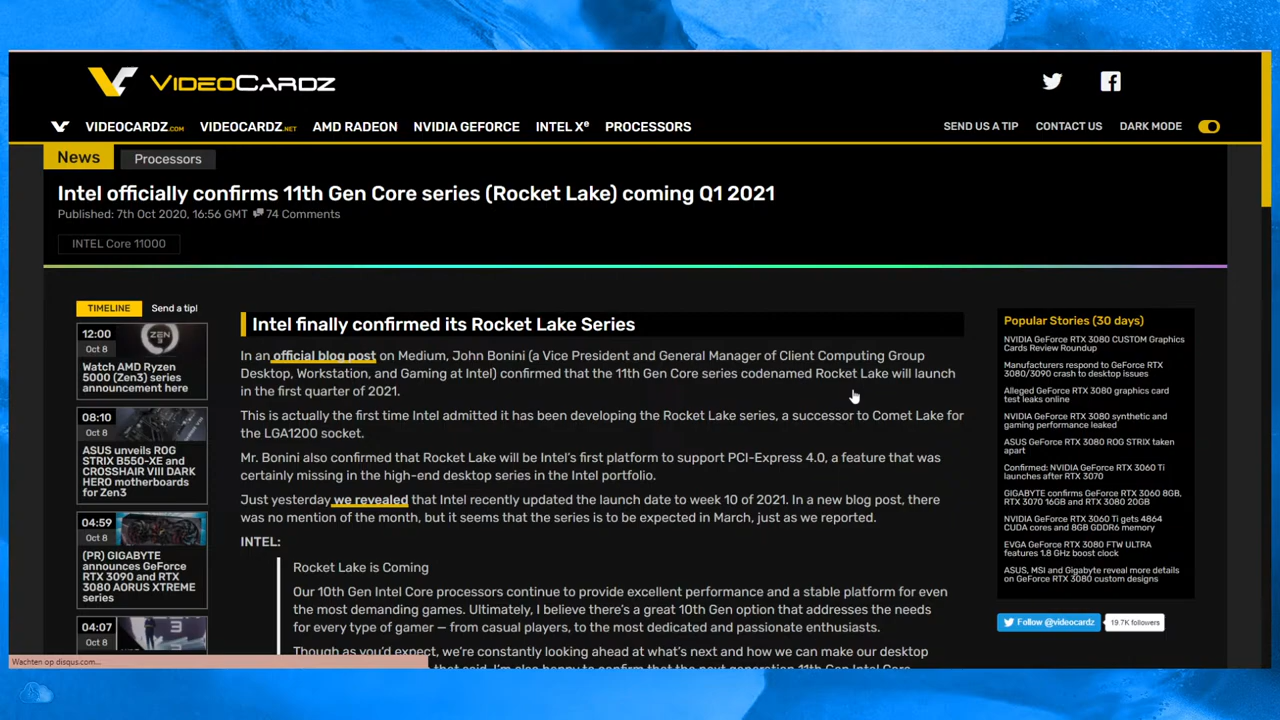 VIDEOCARDZ
VIDEOCARDZ.COM VIDEOCARDZ.NET AMD RADEON NVIDIA GEFORCE INTEL Xe PROCESSORS SEND US A TIP CONTACT US DARK MODE
News Processors
Intel officially confirms 11th Gen Core series (Rocket Lake) coming Q1 2021
Published: 7th Oct 2020, 16:56 GMT 74 Comments
INTEL Core 11000
TIMELINE Send a tip!
12:00
Oct 8
Watch AMD Ryzen
5000 (Zen3) series
announcement here
08:10
Oct 8
ASUS unveils ROG
STRIX B550-XE and
CROSSHAIR VIII DARK
HERO motherboards
for Zen3
04:59
Oct 8
(PR) GIGABYTE
announces GeForce
RTX 3090 and RTX
3080 AORUS XTREME
series
04:07
Oct 8
Intel finally confirmed its Rocket Lake Series
In an official blog post on Medium, John Bonini (a Vice President and General Manager of Client Computing Group
Desktop, Workstation, and Gaming at Intel) confirmed that the 11th Gen Core series codenamed Rocket Lake will launch
in the first quarter of 2021.
This is actually the first time Intel admitted it has been developing the Rocket Lake series, a successor to Comet Lake for
the LGA1200 socket.
Mr. Bonini also confirmed that Rocket Lake will be Intel's first platform to support PCI-Express 4.0, a feature that was
certainly missing in the high-end desktop series in the Intel portfolio.
Just yesterday we revealed that Intel recently updated the launch date to week 10 of 2021. In a new blog post, there
was no mention of the month, but it seems that the series is to be expected in March, just as we reported.
INTEL:
Rocket Lake is Coming
Our 10th Gen Intel Core processors continue to provide excellent performance and a stable platform for even
the most demanding games. Ultimately, I believe there's a great 10th Gen option that addresses the needs
for every type of gamer — from casual players, to the most dedicated and passionate enthusiasts.
Though as you'd expect, we're constantly looking ahead at what's next and how we can make our desktop
that said, I'm also happy to confirm that the next generation 11th Gen Intel Core
Popular Stories (30 days)
NVIDIA GeForce RTX 3080 CUSTOM Graphics
Cards Review Roundup
Manufacturers respond to GeForce RTX
3080/3090 crash to desktop issues
Alleged GeForce RTX 3080 graphics card
test leaks online
NVIDIA GeForce RTX 3080 synthetic and
gaming performance leaked
ASUS GeForce RTX 3080 ROG STRIX taken
apart
Confirmed: NVIDIA GeForce RTX 3060 Ti
launches after RTX 3070
GIGABYTE confirms GeForce RTX 3060 8GB,
RTX 3070 16GB and RTX 3080 20GB
NVIDIA GeForce RTX 3060 Ti gets 4864
CUDA cores and 8GB GDDR6 memory
EVGA GeForce RTX 3080 FTW ULTRA
features 1.8 GHz boost clock
ASUS, MSI and Gigabyte reveal more details
on GeForce RTX 3080 custom designs
Follow @videocardz 19.7K followers
Wachten op disqus.com...